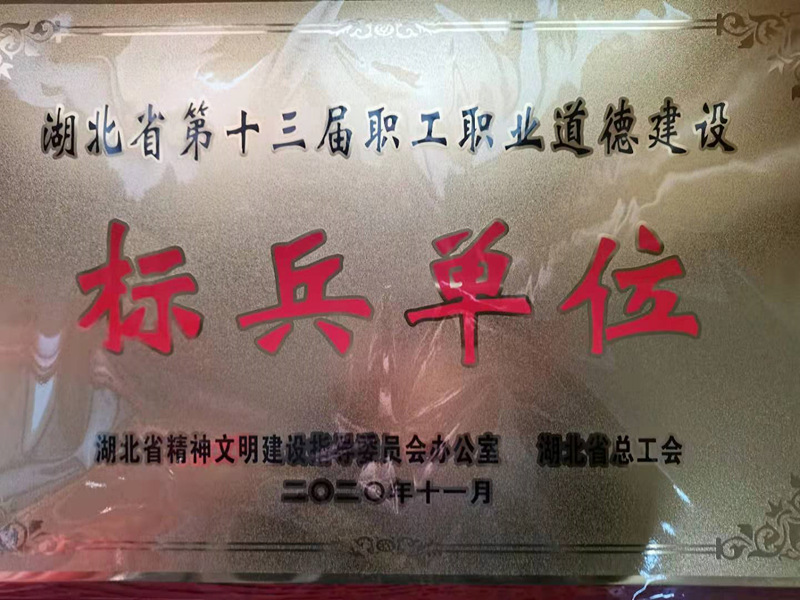 湖北省第十三届职工职业道德建设
标兵单位
湖北省精神文明建设指导委员会办公室 湖北省总工会
二〇二〇年十一月